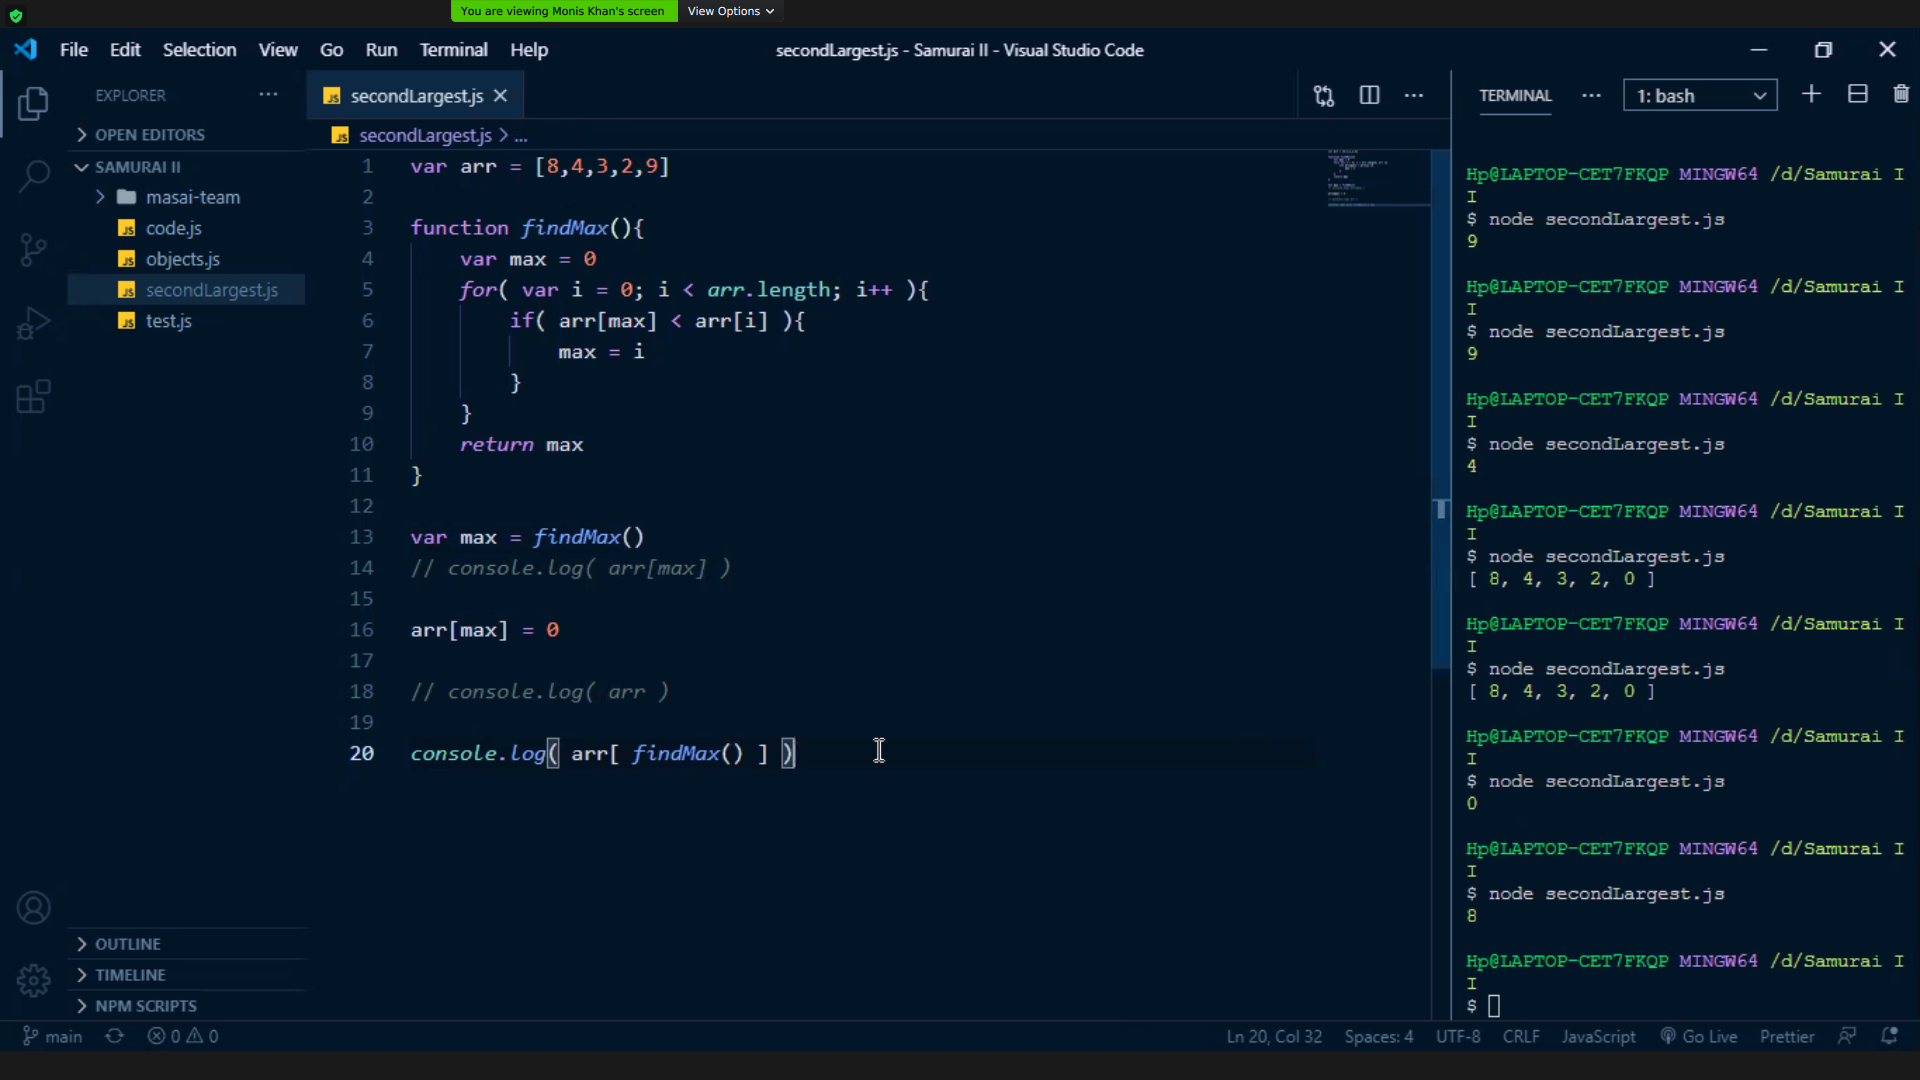 You are viewing Monis Khan's screen View Options
File Edit Selection View Go Run Terminal Help
secondLargest.js - Samurai II - Visual Studio Code
EXPLORER
OPEN EDITORS
SAMURAI II
masai-team
code.js
objects.js
secondLargest.js
test.js
OUTLINE
TIMELINE
NPM SCRIPTS
secondLargest.js
secondLargest.js > ...
1 var arr = [8,4,3,2,9]
2
3 function findMax(){
4 var max = 0
5 for( var i = 0; i < arr.length; i++ ){
6 if( arr[max] < arr[i] ){
7 max = i
8 }
9 }
10 return max
11 }
12
13 var max = findMax()
14 // console.log( arr[max] )
15
16 arr[max] = 0
17
18 // console.log( arr )
19
20 console.log( arr[ findMax() ] )
TERMINAL 1: bash
Hp@LAPTOP-CET7FKQP MINGW64 /d/Samurai I
I
$ node secondLargest.js
9
Hp@LAPTOP-CET7FKQP MINGW64 /d/Samurai I
I
$ node secondLargest.js
9
Hp@LAPTOP-CET7FKQP MINGW64 /d/Samurai I
I
$ node secondLargest.js
4
Hp@LAPTOP-CET7FKQP MINGW64 /d/Samurai I
I
$ node secondLargest.js
[ 8, 4, 3, 2, 0 ]
Hp@LAPTOP-CET7FKQP MINGW64 /d/Samurai I
I
$ node secondLargest.js
[ 8, 4, 3, 2, 0 ]
Hp@LAPTOP-CET7FKQP MINGW64 /d/Samurai I
I
$ node secondLargest.js
0
Hp@LAPTOP-CET7FKQP MINGW64 /d/Samurai I
I
$ node secondLargest.js
8
Hp@LAPTOP-CET7FKQP MINGW64 /d/Samurai I
I
$
main 0 0 Ln 20, Col 32 Spaces: 4 UTF-8 CRLF JavaScript Go Live Prettier